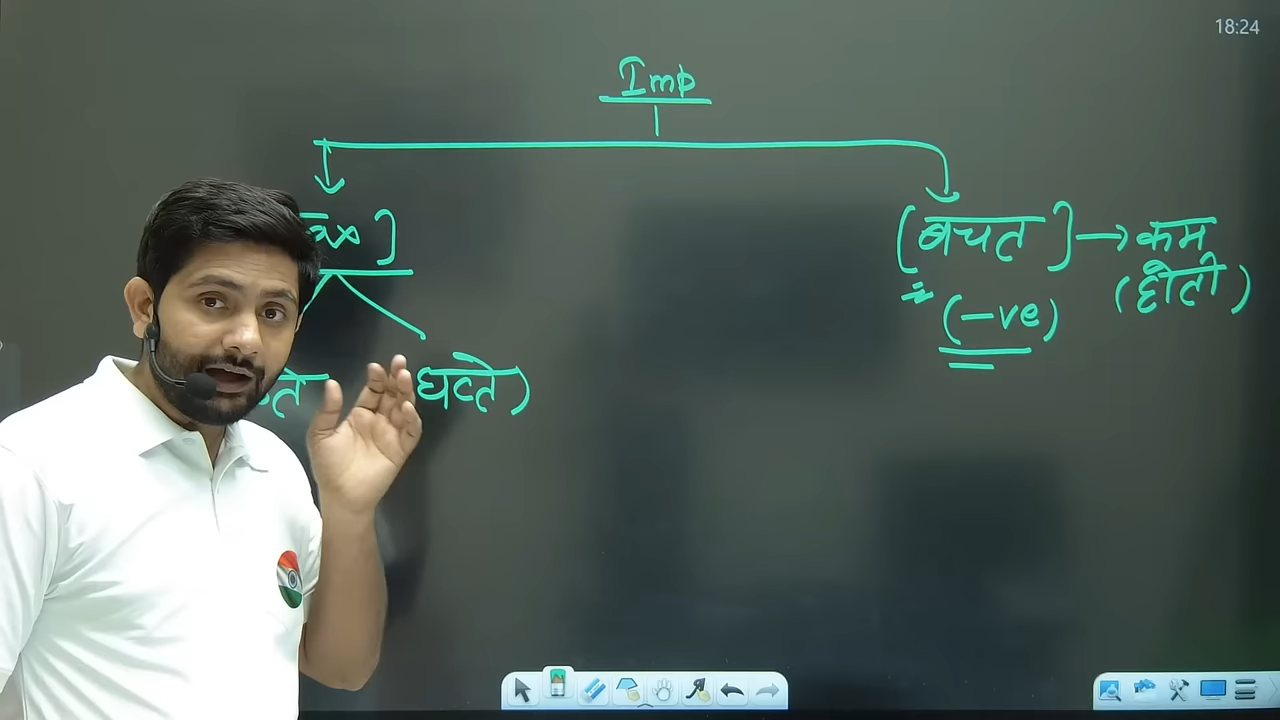 18:24
Imp
[बचत] → कम
(-ve) (होती)
घटते)